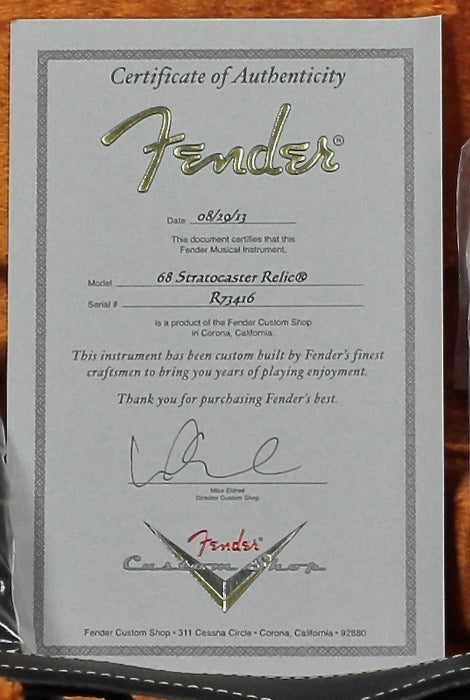 Certificate of Authenticity
Fender®
Date 08/29/13
This document certifies that this
Fender Musical Instrument,
Model 68 Stratocaster Relic®
Serial # R73416
is a product of the Fender Custom Shop
in Corona, California.
This instrument has been custom built by Fender's finest
craftsmen to bring you years of playing enjoyment.
Thank you for purchasing Fender's best.
Mike Eldred
Director Custom Shop
Fender®
Custom Shop
Fender Custom Shop • 311 Cessna Circle • Corona, California • 92880